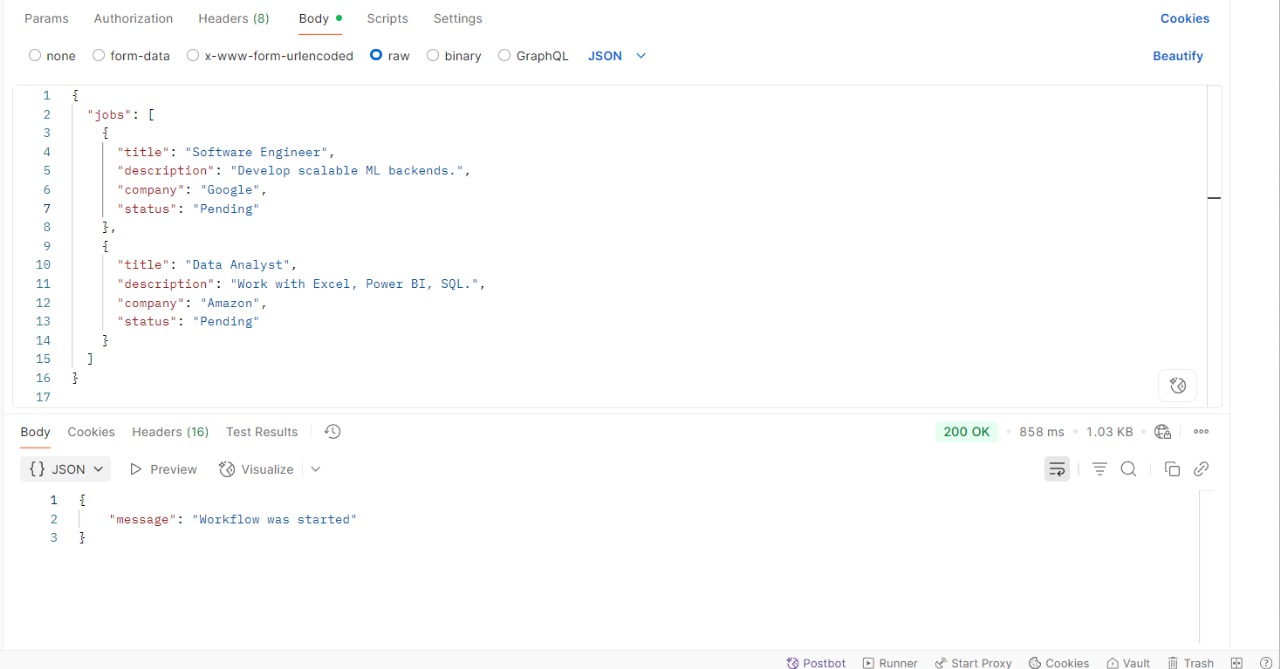 Params Authorization Headers (8) Body Scripts Settings Cookies
none form-data x-www-form-urlencoded raw binary GraphQL JSON Beautify
1 {
2 "jobs": [
3 {
4 "title": "Software Engineer",
5 "description": "Develop scalable ML backends.",
6 "company": "Google",
7 "status": "Pending"
8 },
9 {
10 "title": "Data Analyst",
11 "description": "Work with Excel, Power BI, SQL.",
12 "company": "Amazon",
13 "status": "Pending"
14 }
15 ]
16 }
17
Body Cookies Headers (16) Test Results 200 OK 858 ms 1.03 KB
{} JSON Preview Visualize
1 {
2 "message": "Workflow was started"
3 }
Postbot Runner Start Proxy Cookies Vault Trash